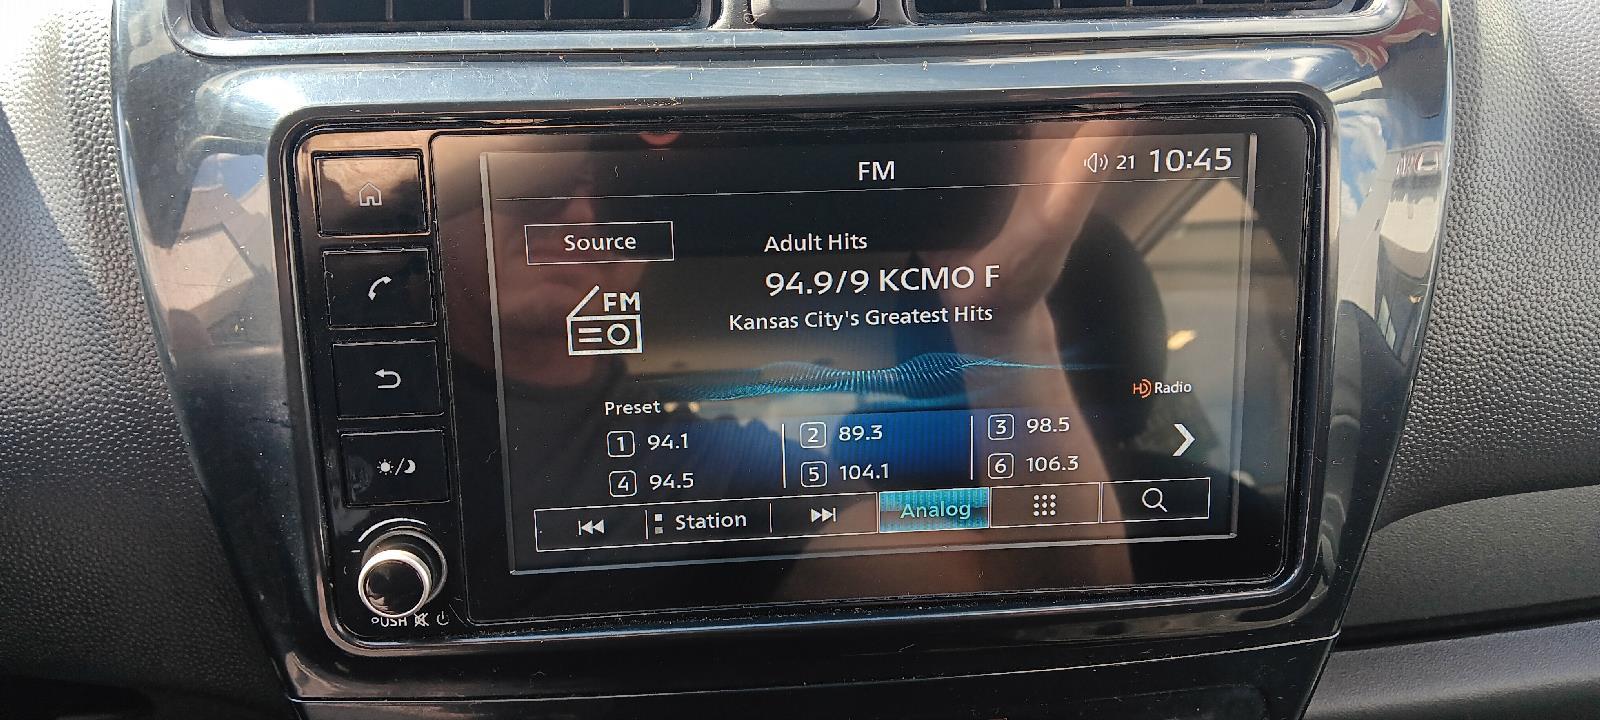 FM
21 10:45
Source
Adult Hits
94.9/9 KCMO F
FM
Kansas City's Greatest Hits
HD Radio
Preset
1 94.1
2 89.3
3 98.5
4 94.5
5 104.1
6 106.3
Station
Analog
PUSH